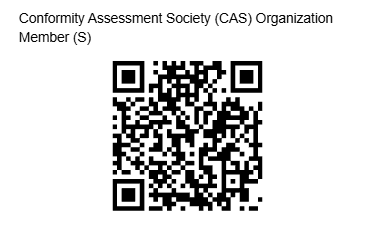 Conformity Assessment Society (CAS) Organization
Member (S)